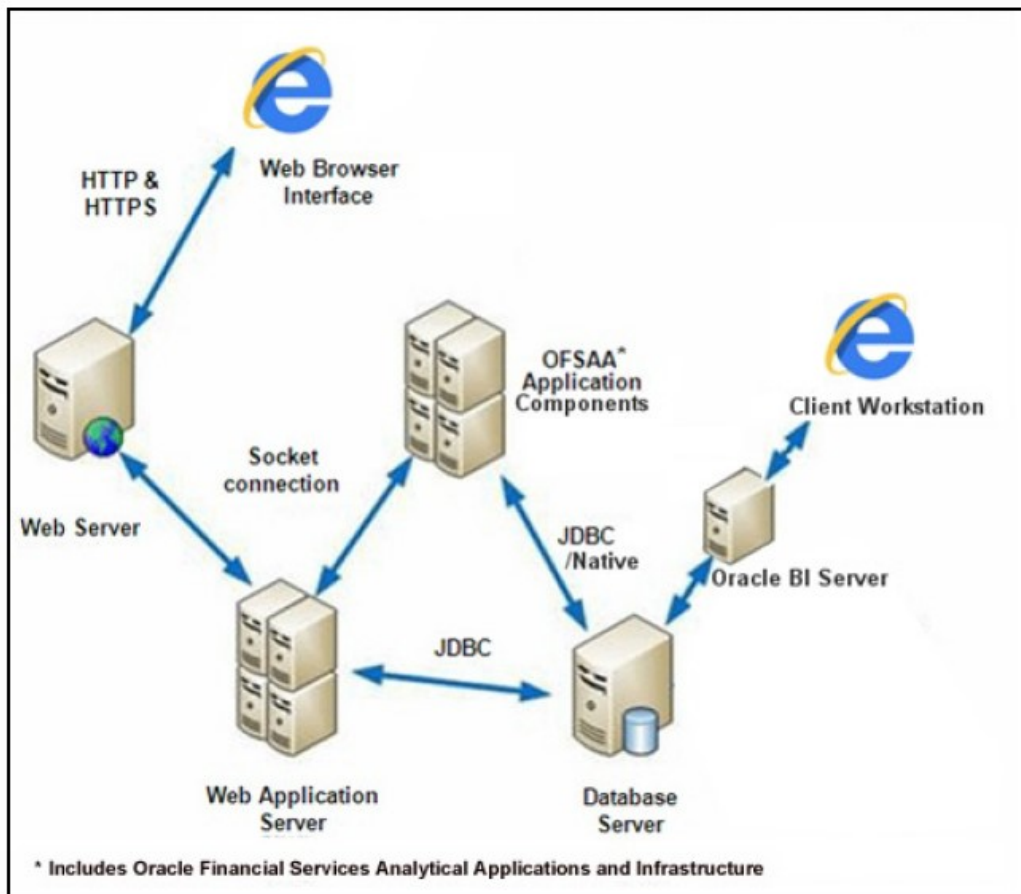 HTTP &
HTTPS
Web Browser
Interface
OFSAA*
Application
Components
Client Workstation
Socket
connection
Web Server
JDBC
/Native
Oracle BI Server
JDBC
Web Application
Server
Database
Server
* Includes Oracle Financial Services Analytical Applications and Infrastructure